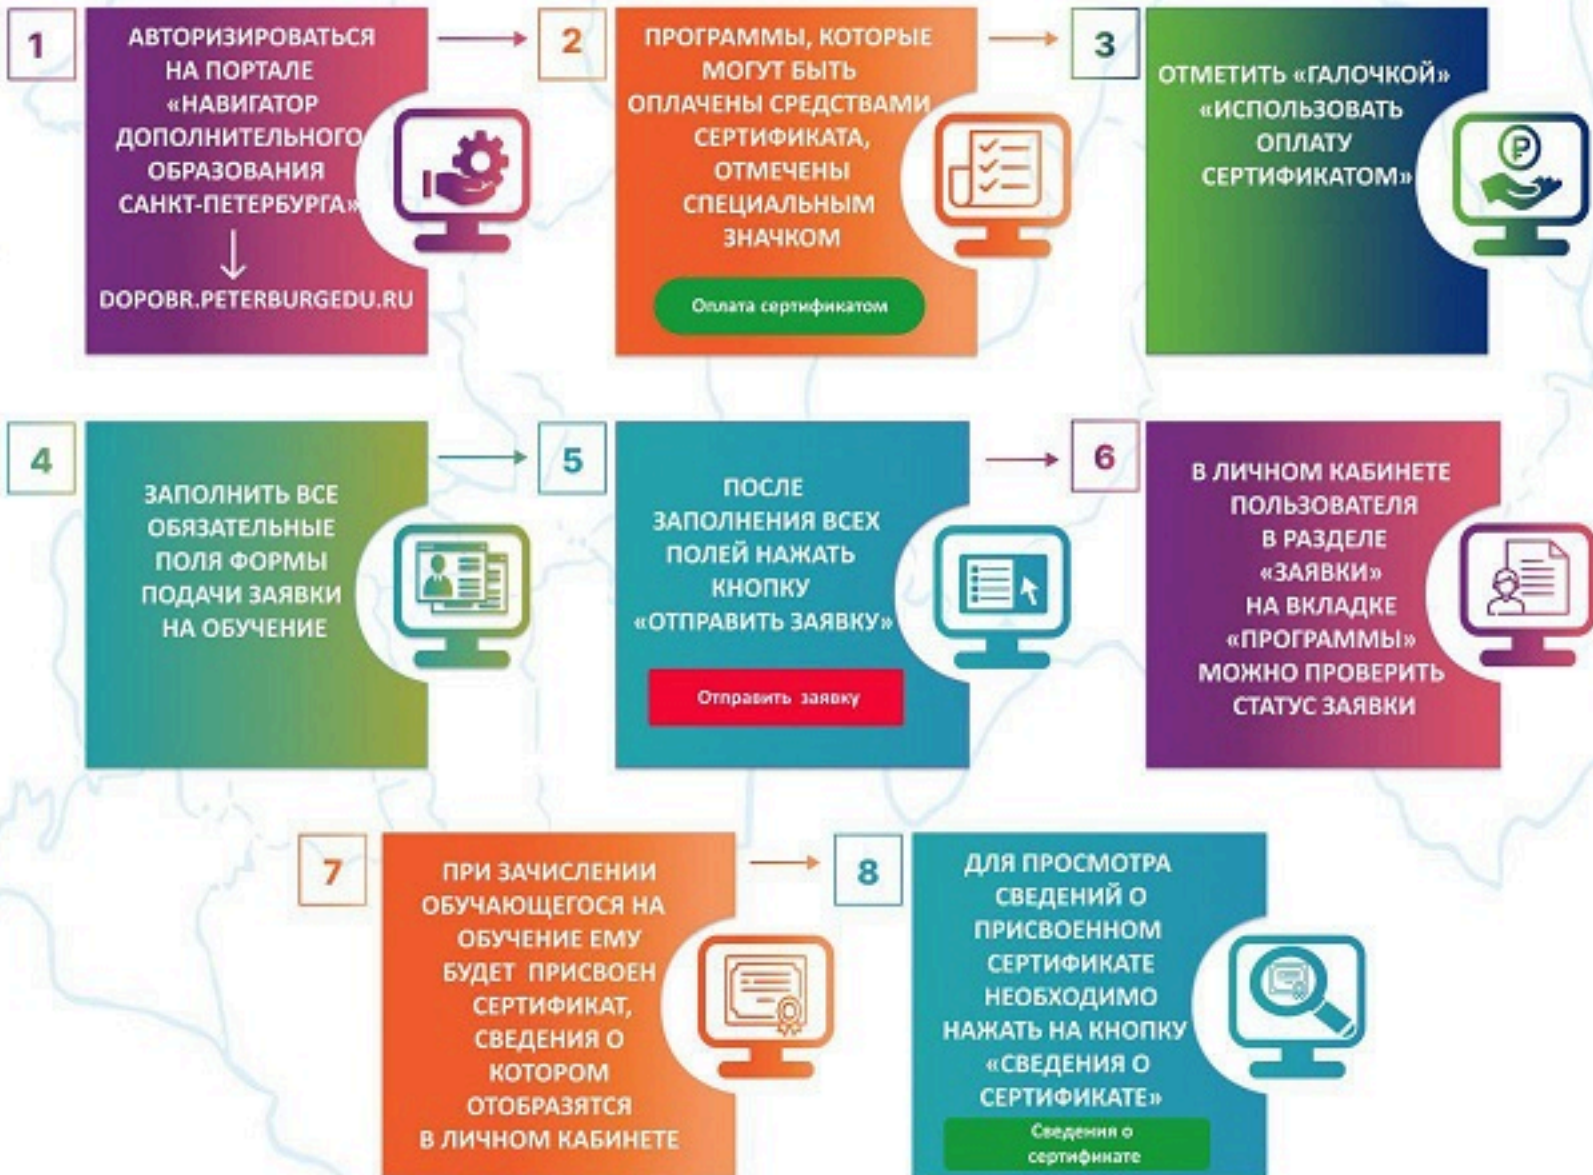 1
АВТОРИЗИРОВАТЬСЯ
НА ПОРТАЛЕ
«НАВИГАТОР
ДОПОЛНИТЕЛЬНОГО
ОБРАЗОВАНИЯ
САНКТ-ПЕТЕРБУРГА»
DOPOBR.PETERBURGEDU.RU
2
ПРОГРАММЫ, КОТОРЫЕ
МОГУТ БЫТЬ
ОПЛАЧЕНЫ СРЕДСТВАМИ
СЕРТИФИКАТА,
ОТМЕЧЕНЫ
СПЕЦИАЛЬНЫМ
ЗНАЧКОМ
Оплата сертификатом
3
ОТМЕТИТЬ «ГАЛОЧКОЙ»
«ИСПОЛЬЗОВАТЬ
ОПЛАТУ
СЕРТИФИКАТОМ»
4
ЗАПОЛНИТЬ ВСЕ
ОБЯЗАТЕЛЬНЫЕ
ПОЛЯ ФОРМЫ
ПОДАЧИ ЗАЯВКИ
НА ОБУЧЕНИЕ
5
ПОСЛЕ
ЗАПОЛНЕНИЯ ВСЕХ
ПОЛЕЙ НАЖАТЬ
КНОПКУ
«ОТПРАВИТЬ ЗАЯВКУ»
Отправить заявку
6
В ЛИЧНОМ КАБИНЕТЕ
ПОЛЬЗОВАТЕЛЯ
В РАЗДЕЛЕ
«ЗАЯВКИ»
НА ВКЛАДКЕ
«ПРОГРАММЫ»
МОЖНО ПРОВЕРИТЬ
СТАТУС ЗАЯВКИ
7
ПРИ ЗАЧИСЛЕНИИ
ОБУЧАЮЩЕГОСЯ НА
ОБУЧЕНИЕ ЕМУ
БУДЕТ ПРИСВОЕН
СЕРТИФИКАТ,
СВЕДЕНИЯ О
КОТОРОМ
ОТОБРАЗЯТСЯ
В ЛИЧНОМ КАБИНЕТЕ
8
ДЛЯ ПРОСМОТРА
СВЕДЕНИЙ О
ПРИСВОЕННОМ
СЕРТИФИКАТЕ
НЕОБХОДИМО
НАЖАТЬ НА КНОПКУ
«СВЕДЕНИЯ О
СЕРТИФИКАТЕ»
Сведения о
сертификате